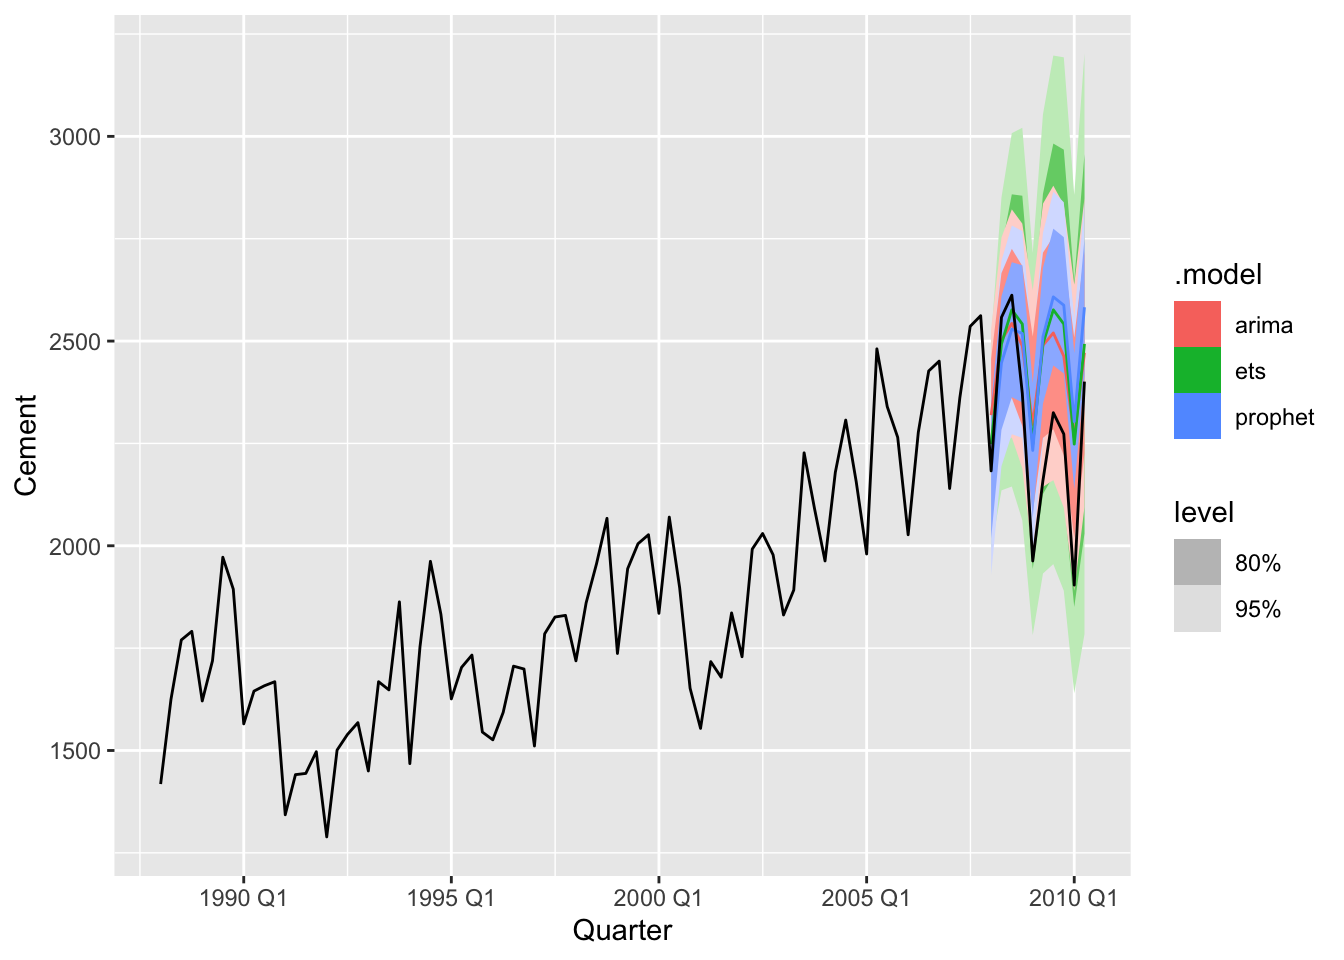 3000
2500
2000
1500
Cement
1990 Q1
1995 Q1
2000 Q1
2005 Q1
2010 Q1
Quarter
.model
arima
ets
prophet
level
80%
95%